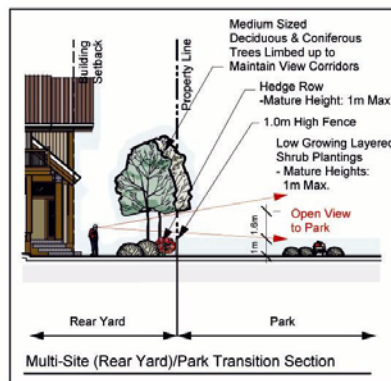 Building
Setback
Property Line
Medium Sized
Deciduous & Coniferous
Trees Limbed up to
Maintain View Corridors
Hedge Row
-Mature Height: 1m Max
1.0m High Fence
Low Growing Layered
Shrub Plantings
- Mature Heights:
1m Max.
Open View
to Park
1.6m
1m
Rear Yard
Park
Multi-Site (Rear Yard)/Park Transition Section